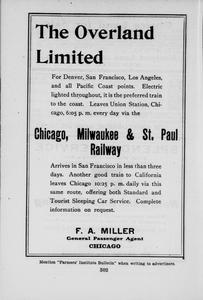 The Overland
Limited
For Denver, San Francisco, Los Angeles,
and all Pacific Coast points. Electric
lighted throughout, it is the preferred train
to the coast. Leaves Union Station, Chi-
cago, 6:05 p. m. every day via the
Chicago, Milwaukee & St. Paul
Railway
Arrives in San Francisco in less than three
days. Another good train to California
leaves Chicago 10:25 p. m. daily via this
same route, offering both Standard and
Tourist Sleeping Car Service. Complete
information on request.
F. A. MILLER
General Passenger Agent
CHICAGO
Mention "Farmers' Institute Bulletin" when writing to advertisers.
302